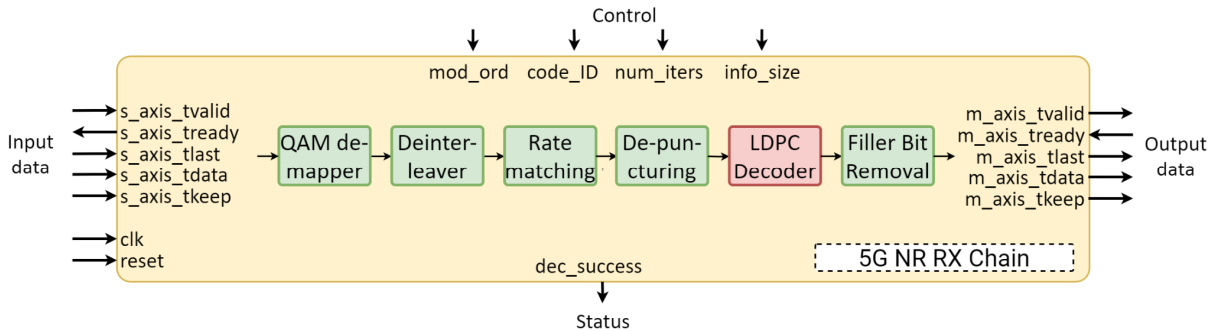 Control
mod_ord code_ID num_iters info_size
Input
data
s_axis_tvalid
s_axis_tready
s_axis_tlast
s_axis_tdata
s_axis_tkeep
clk
reset
QAM de-
mapper
Deinter-
leaver
Rate
matching
De-pun-
cturing
LDPC
Decoder
Filler Bit
Removal
m_axis_tvalid
m_axis_tready
m_axis_tlast
m_axis_tdata
m_axis_tkeep
Output
data
5G NR RX Chain
dec_success
Status